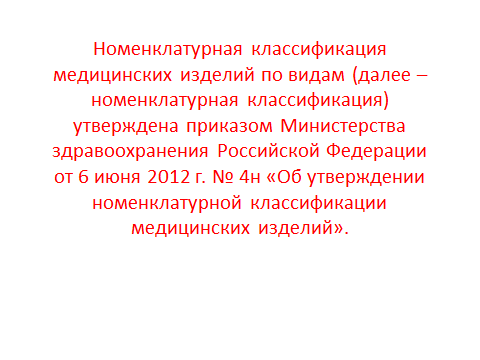 Номенклатурная классификация
медицинских изделий по видам (далее –
номенклатурная классификация)
утверждена приказом Министерства
здравоохранения Российской Федерации
от 6 июня 2012 г. № 4н «Об утверждении
номенклатурной классификации
медицинских изделий».